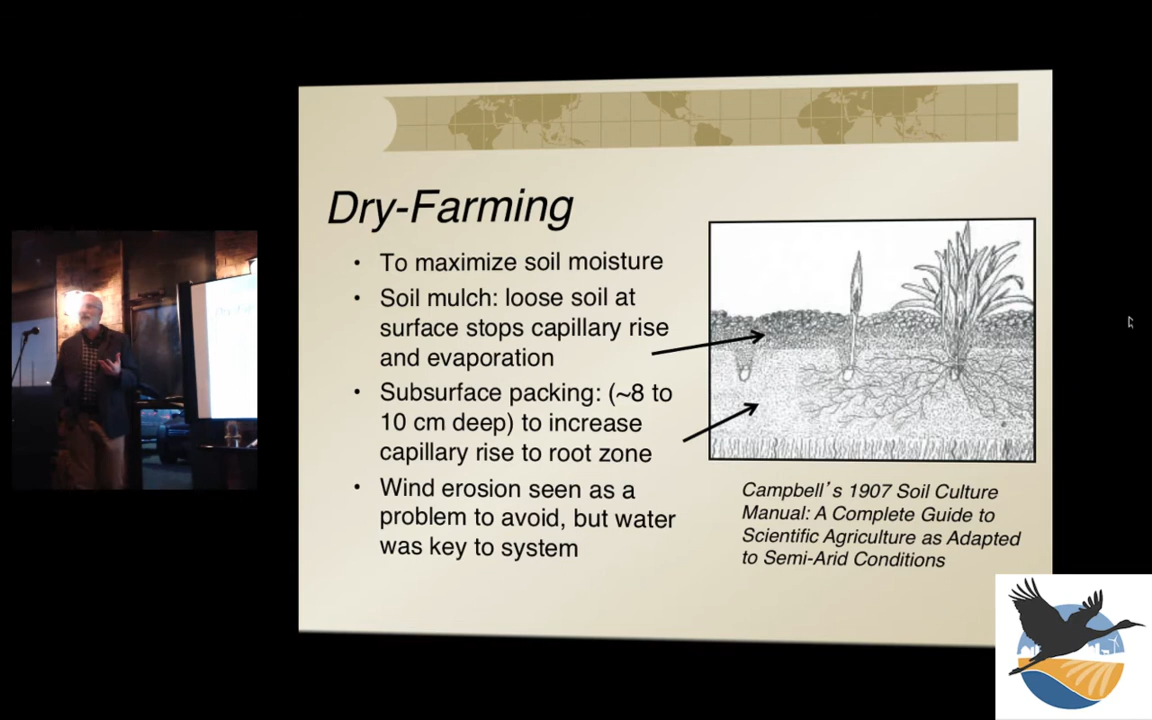 Dry-Farming
• To maximize soil moisture
• Soil mulch: loose soil at
surface stops capillary rise
and evaporation
• Subsurface packing: (~8 to
10 cm deep) to increase
capillary rise to root zone
• Wind erosion seen as a
problem to avoid, but water
was key to system
Campbell's 1907 Soil Culture
Manual: A Complete Guide to
Scientific Agriculture as Adapted
to Semi-Arid Conditions